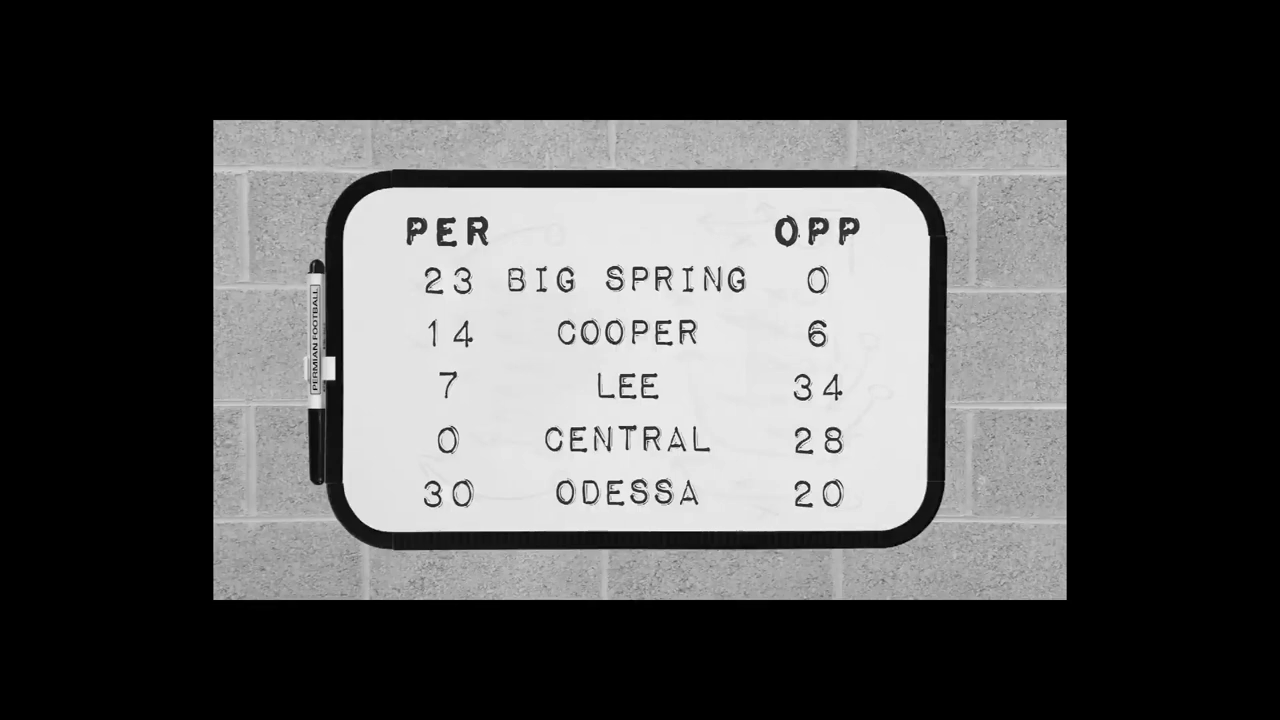 PER OPP
23 BIG SPRING 0
14 COOPER 6
7 LEE 34
0 CENTRAL 28
30 ODESSA 20
PERMIAN FOOTBALL